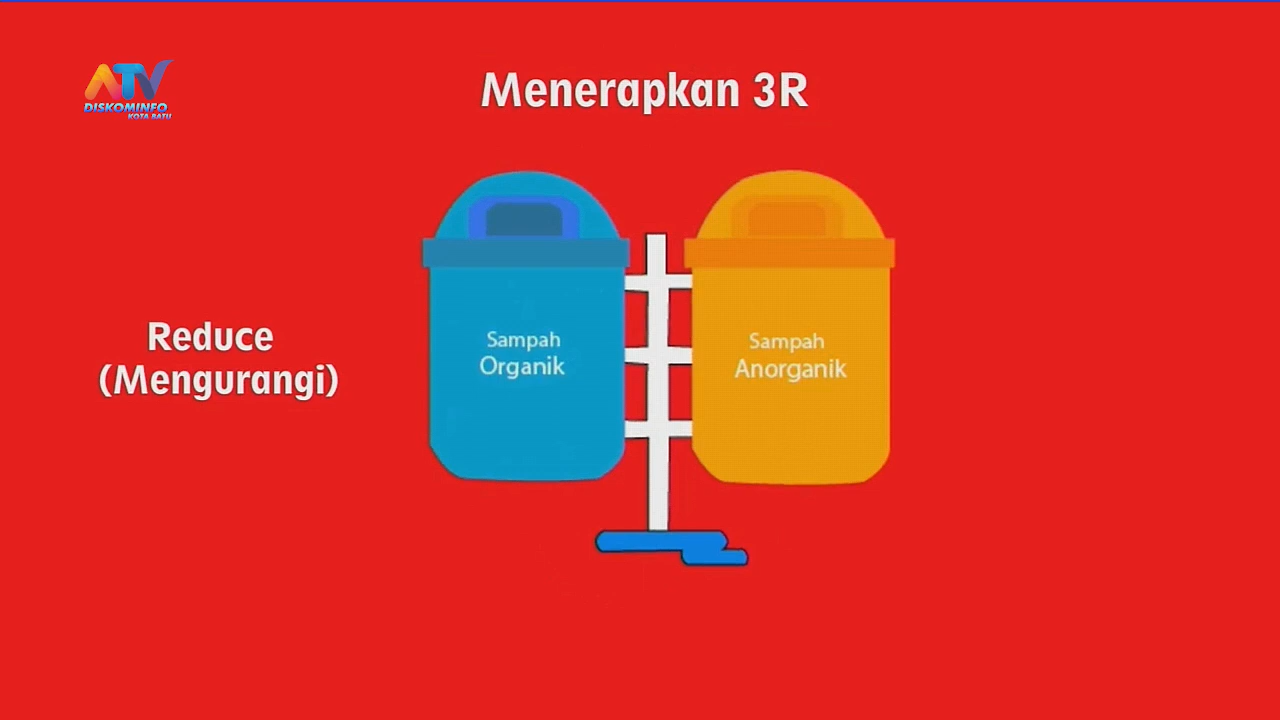 ATV
DISKOMINFO
KOTA BATU
Menerapkan 3R
Reduce
(Mengurangi)
Sampah
Organik
Sampah
Anorganik